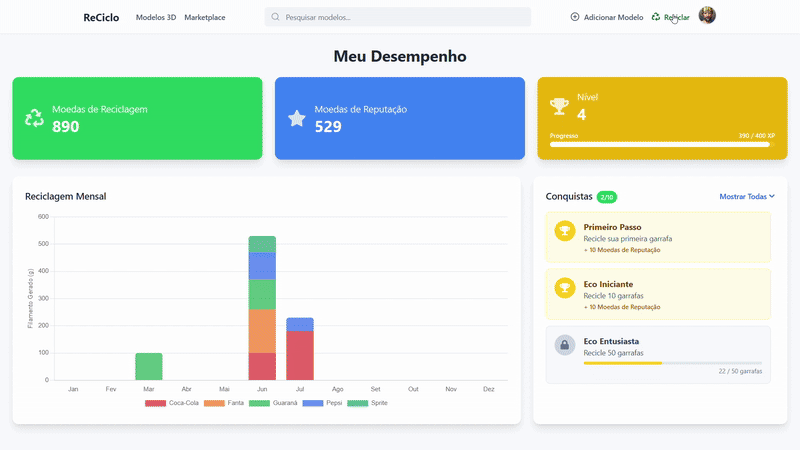 ReCiclo
Modelos 3D
Marketplace
Pesquisar modelos...
Adicionar Modelo
Reciclar
Meu Desempenho
Moedas de Reciclagem
890
Moedas de Reputação
529
Nível
4
Progresso
390 / 400 XP
Reciclagem Mensal
Filamento Gerado (g)
600
500
400
300
200
100
0
Jan Fev Mar Abr Mai Jun Jul Ago Set Out Nov Dez
Coca-Cola Fanta Guaraná Pepsi Sprite
Conquistas 2/10
Mostrar Todas
Primeiro Passo
Recicle sua primeira garrafa
+ 10 Moedas de Reputação
Eco Iniciante
Recicle 10 garrafas
+ 10 Moedas de Reputação
Eco Entusiasta
Recicle 50 garrafas
22 / 50 garrafas